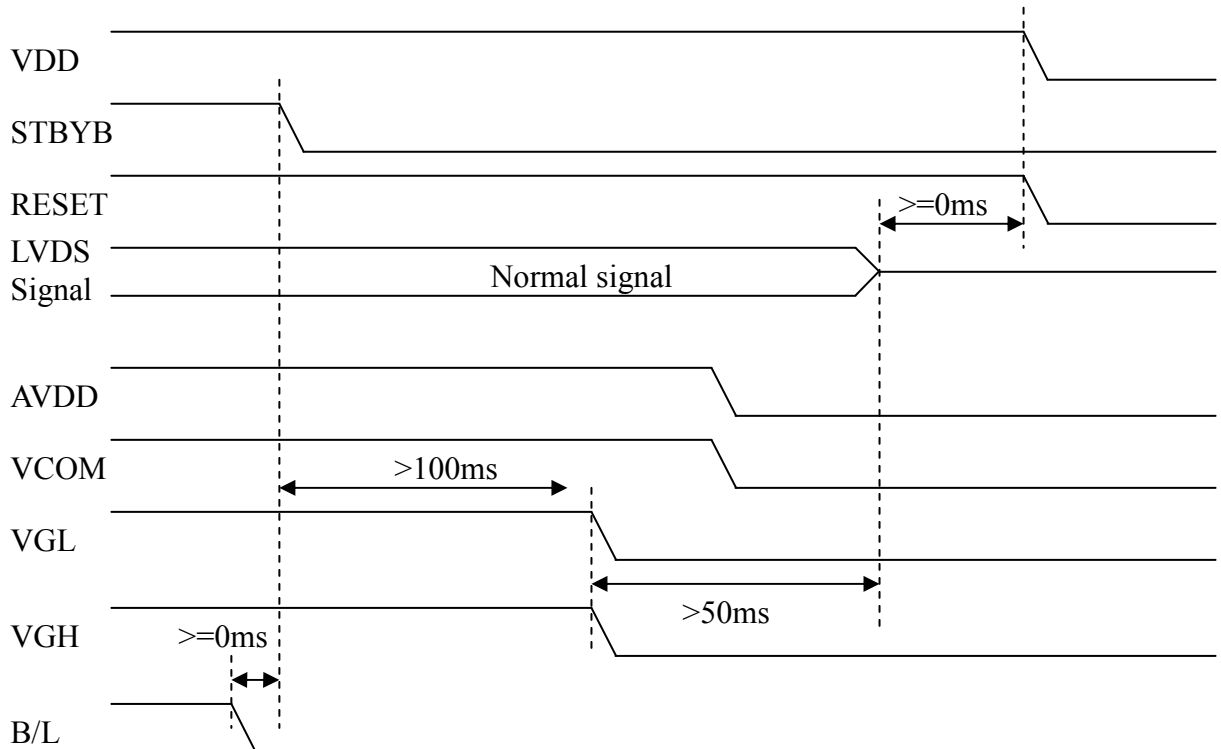 VDD
STBYB
RESET
>=0ms
LVDS
Signal
Normal signal
AVDD
VCOM
>100ms
VGL
>50ms
VGH
>=0ms
B/L